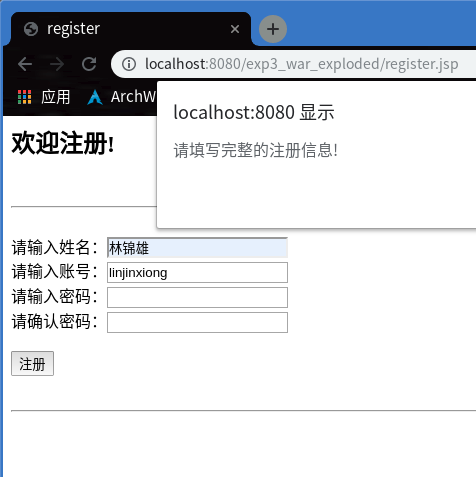 register
localhost:8080/exp3_war_exploded/register.jsp
应用 ArchW
localhost:8080 显示
请填写完整的注册信息!
欢迎注册!
请输入姓名：林锦雄
请输入账号：linjinxiong
请输入密码：
请确认密码：
注册